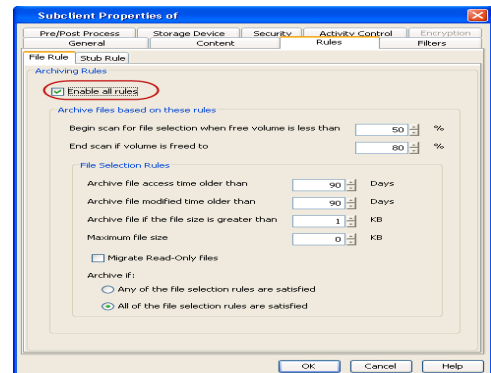 Subclient Properties of
Pre/Post Process Storage Device Security Activity Control Encryption
General Content Rules Filters
File Rule Stub Rule
Archiving Rules
Enable all rules
Archive files based on these rules
Begin scan for file selection when free volume is less than 50 %
End scan if volume is freed to 80 %
File Selection Rules
Archive file access time older than 90 Days
Archive file modified time older than 90 Days
Archive file if the file size is greater than 1 KB
Maximum file size 0 KB
Migrate Read-Only files
Archive if:
Any of the file selection rules are satisfied
All of the file selection rules are satisfied
OK Cancel Help